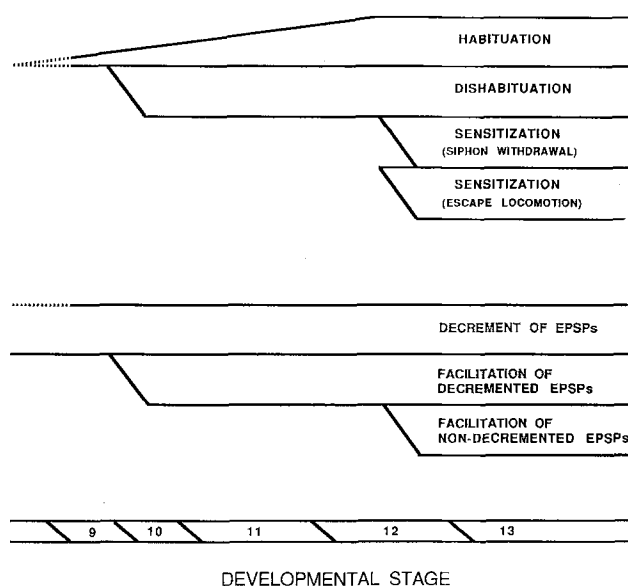 HABITUATION
DISHABITUATION
SENSITIZATION
(SIPHON WITHDRAWAL)
SENSITIZATION
(ESCAPE LOCOMOTION)
DECREMENT OF EPSPs
FACILITATION OF
DECREMENTED EPSPs
FACILITATION OF
NON-DECREMENTED EPSPs
9 10 11 12 13
DEVELOPMENTAL STAGE